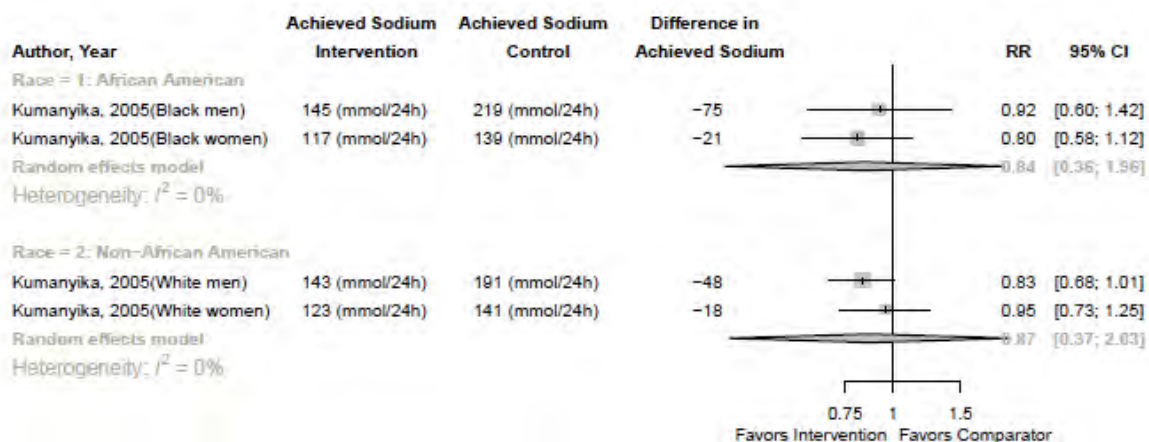 Achieved Sodium Achieved Sodium Difference in
Author, Year Intervention Control Achieved Sodium RR 95% CI
Race = 1: African American
Kumanyika, 2005(Black men) 145 (mmol/24h) 219 (mmol/24h) −75 0.92 [0.60; 1.42]
Kumanyika, 2005(Black women) 117 (mmol/24h) 139 (mmol/24h) −21 0.80 [0.58; 1.12]
Random effects model 0.84 [0.36; 1.96]
Heterogeneity: I² = 0%
Race = 2: Non−African American
Kumanyika, 2005(White men) 143 (mmol/24h) 191 (mmol/24h) −48 0.83 [0.68; 1.01]
Kumanyika, 2005(White women) 123 (mmol/24h) 141 (mmol/24h) −18 0.95 [0.73; 1.25]
Random effects model 0.87 [0.37; 2.03]
Heterogeneity: I² = 0%
0.75 1 1.5
Favors Intervention Favors Comparator